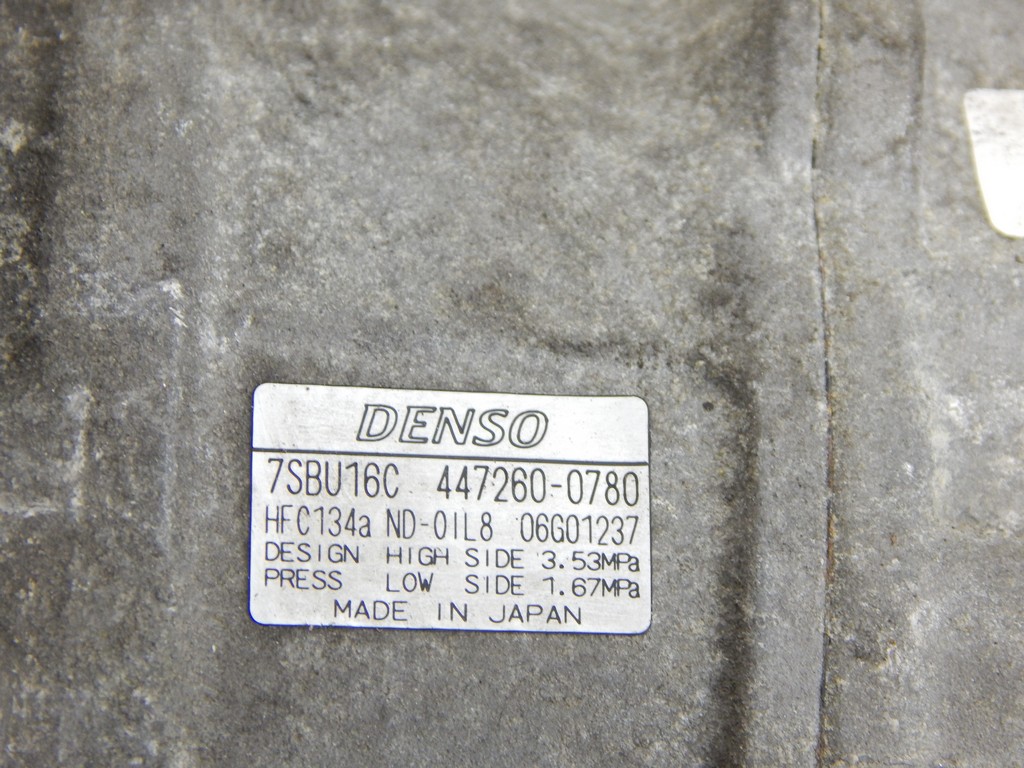 DENSO
7SBU16C 447260-0780
HFC134a ND-OIL8 06G01237
DESIGN HIGH SIDE 3.53MPa
PRESS LOW SIDE 1.67MPa
MADE IN JAPAN